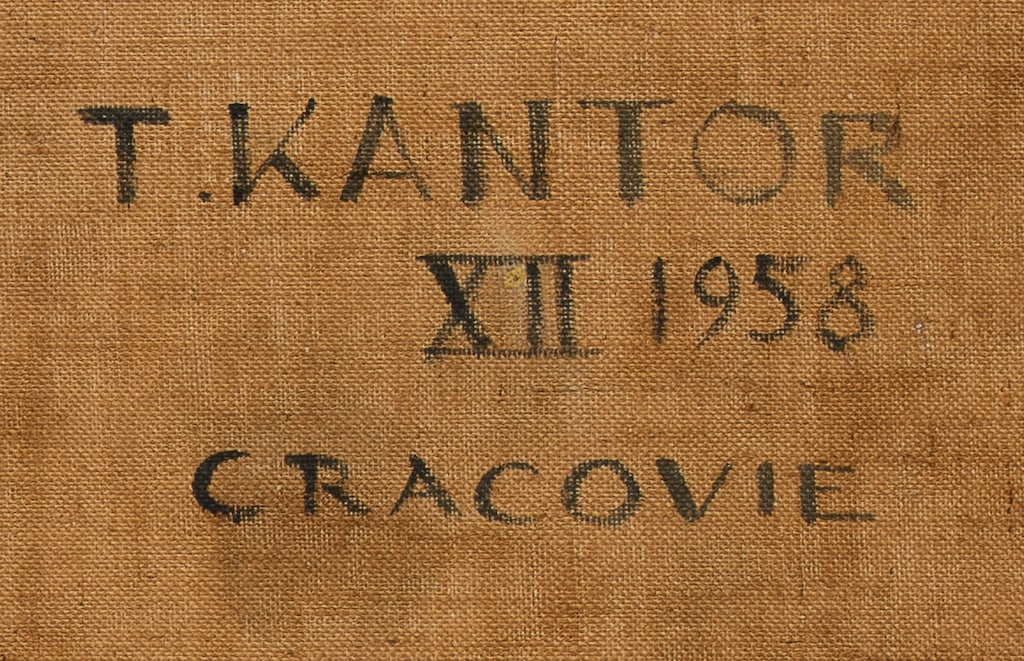 T. KANTOR
XII 1958
CRACOVIE